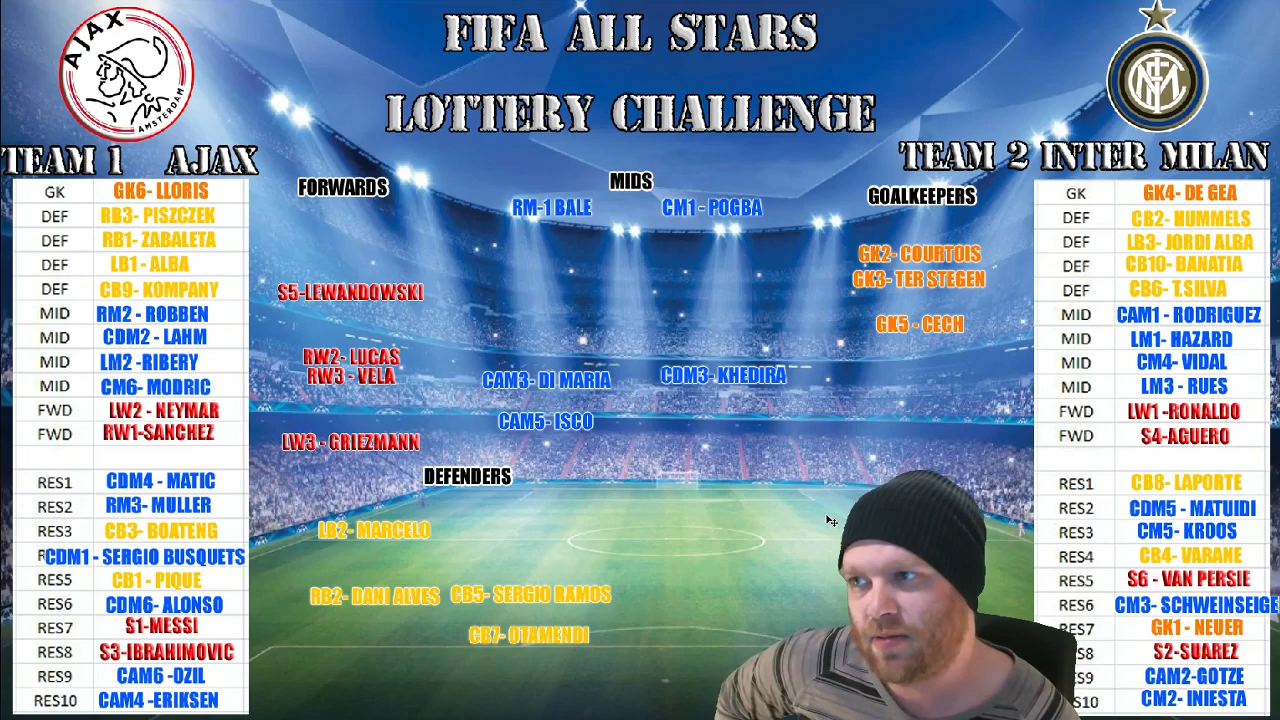 FIFA ALL STARS
LOTTERY CHALLENGE
AJAX
AMSTERDAM
TEAM 1 AJAX
GK GK6- LLORIS
DEF RB3- PISZCZEK
DEF RB1- ZABALETA
DEF LB1 - ALBA
DEF CB9- KOMPANY
MID RM2 - ROBBEN
MID CDM2 - LAHM
MID LM2 -RIBERY
MID CM6- MODRIC
FWD LW2 - NEYMAR
FWD RW1-SANCHEZ
RES1 CDM4 - MATIC
RES2 RM3- MULLER
RES3 CB3- BOATENG
R CDM1 - SERGIO BUSQUETS
RES5 CB1 - PIQUE
RES6 CDM6- ALONSO
RES7 S1-MESSI
RES8 S3-IBRAHIMOVIC
RES9 CAM6 -OZIL
RES10 CAM4 -ERIKSEN
FORWARDS
S5-LEWANDOWSKI
RW2- LUCAS
RW3 - VELA
LW3 - GRIEZMANN
MIDS
RM-1 BALE CM1 - POGBA
CAM3- DI MARIA CDM3- KHEDIRA
CAM5- ISCO
DEFENDERS
LB2- MARCELO
RB2- DANI ALVES CB5- SERGIO RAMOS
CB7- OTAMENDI
GOALKEEPERS
GK2- COURTOIS
GK3- TER STEGEN
GK5 - CECH
TEAM 2 INTER MILAN
GK GK4- DE GEA
DEF CB2- HUMMELS
DEF LB3- JORDI ALBA
DEF CB10- BANATIA
DEF CB6- T.SILVA
MID CAM1 - RODRIGUEZ
MID LM1- HAZARD
MID CM4- VIDAL
MID LM3 - RUES
FWD LW1 -RONALDO
FWD S4-AGUERO
RES1 CB8- LAPORTE
RES2 CDM5 - MATUIDI
RES3 CM5- KROOS
RES4 CB4- VARANE
RES5 S6 - VAN PERSIE
RES6 CM3- SCHWEINSEIGE
RES7 GK1 - NEUER
S8 S2-SUAREZ
S9 CAM2-GOTZE
S10 CM2- INIESTA